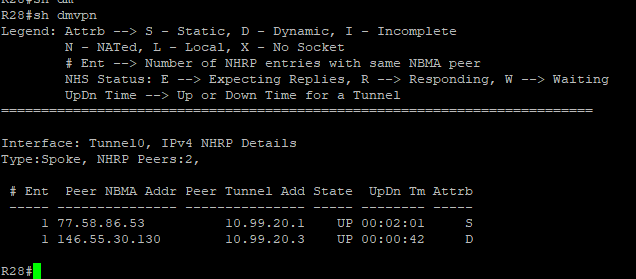 R28#sh dm
R28#sh dmvpn
Legend: Attrb --> S - Static, D - Dynamic, I - Incomplete
        N - NATed, L - Local, X - No Socket
        # Ent --> Number of NHRP entries with same NBMA peer
        NHS Status: E --> Expecting Replies, R --> Responding, W --> Waiting
        UpDn Time --> Up or Down Time for a Tunnel
==========================================================================
Interface: Tunnel0, IPv4 NHRP Details
Type:Spoke, NHRP Peers:2,
 # Ent  Peer NBMA Addr Peer Tunnel Add State  UpDn Tm Attrb
 ----- --------------- --------------- ----- -------- -----
     1 77.58.86.53          10.99.20.1    UP 00:02:01     S
     1 146.55.30.130        10.99.20.3    UP 00:00:42     D
R28#